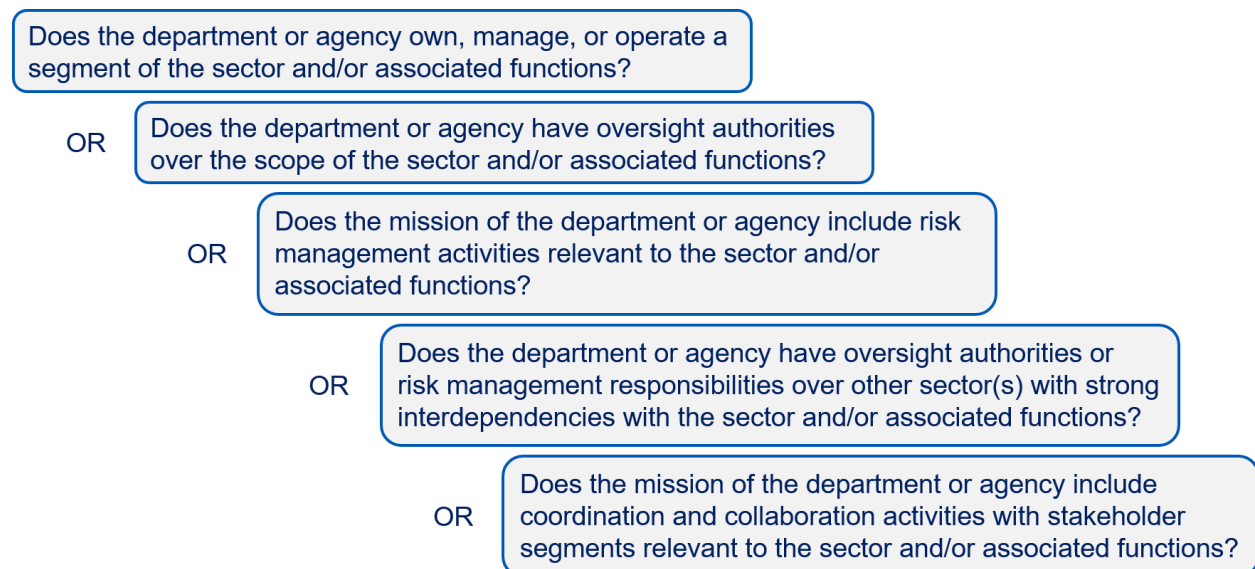 Does the department or agency own, manage, or operate a
segment of the sector and/or associated functions?
OR
Does the department or agency have oversight authorities
over the scope of the sector and/or associated functions?
OR
Does the mission of the department or agency include risk
management activities relevant to the sector and/or
associated functions?
OR
Does the department or agency have oversight authorities or
risk management responsibilities over other sector(s) with strong
interdependencies with the sector and/or associated functions?
OR
Does the mission of the department or agency include
coordination and collaboration activities with stakeholder
segments relevant to the sector and/or associated functions?